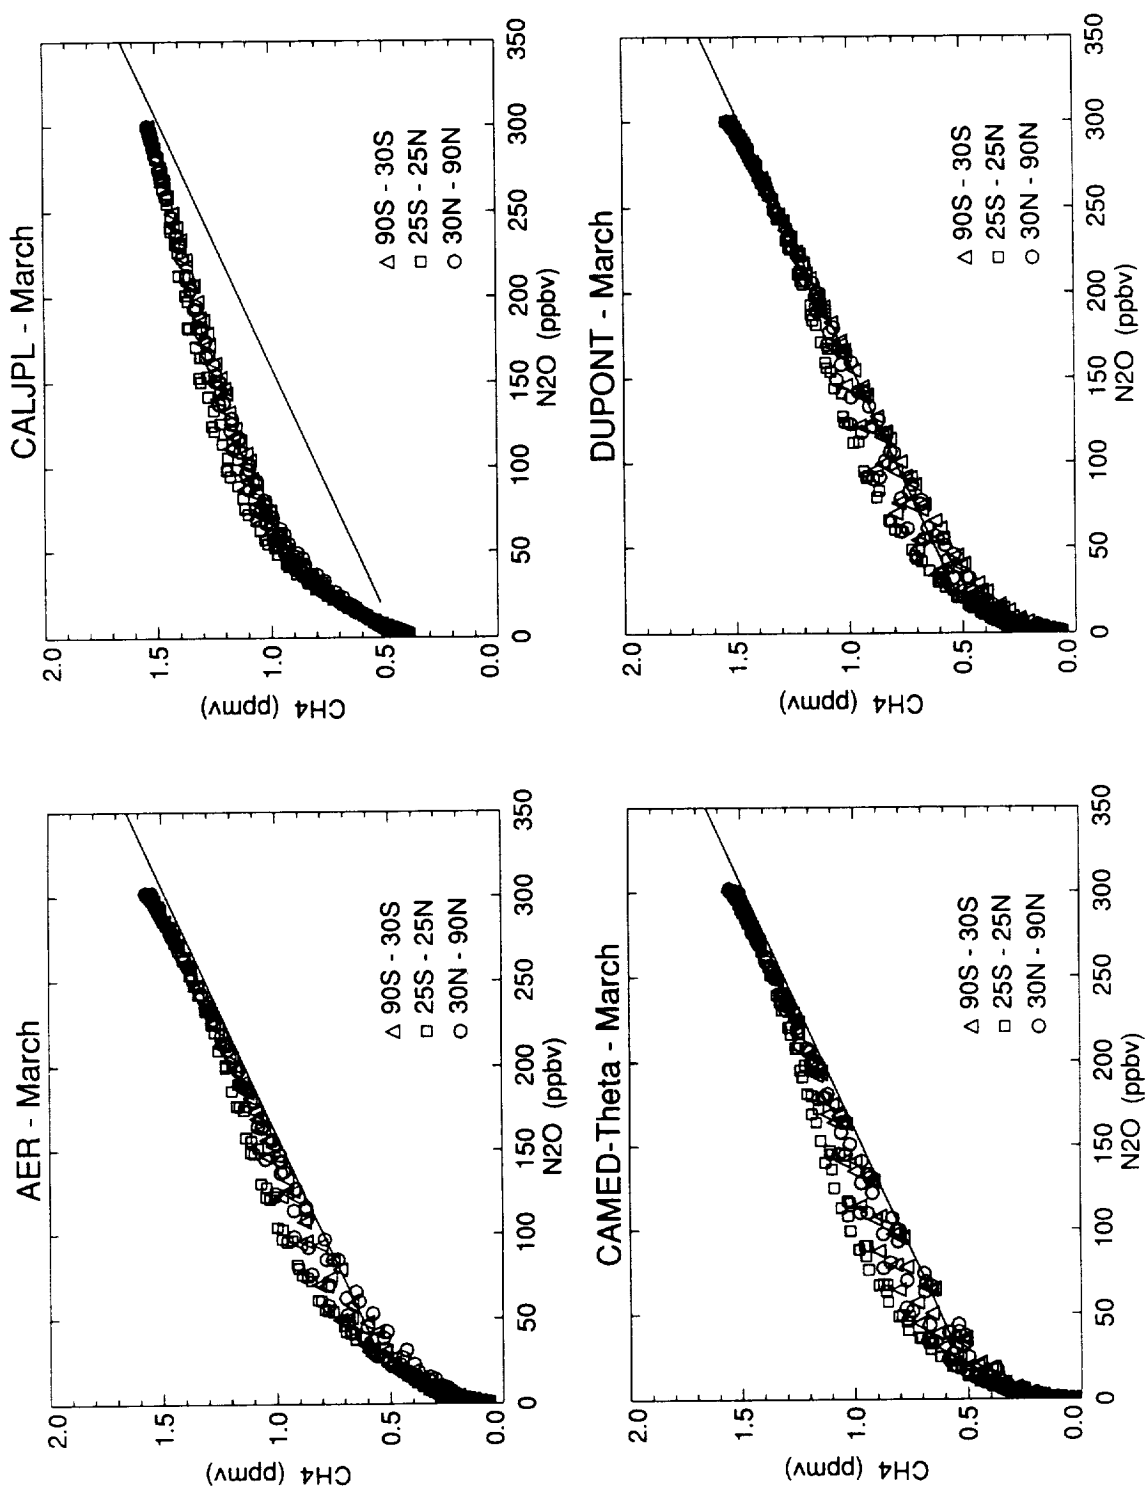 AER - March
2.0
1.5
1.0
0.5
0.0
CH4 (ppmv)
△ 90S - 30S
□ 25S - 25N
○ 30N - 90N
0 50 100 150 200 250 300 350
N2O (ppbv)
CALJPL - March
2.0
1.5
1.0
0.5
0.0
CH4 (ppmv)
△ 90S - 30S
□ 25S - 25N
○ 30N - 90N
0 50 100 150 200 250 300 350
N2O (ppbv)
CAMED-Theta - March
2.0
1.5
1.0
0.5
0.0
CH4 (ppmv)
△ 90S - 30S
□ 25S - 25N
○ 30N - 90N
0 50 100 150 200 250 300 350
N2O (ppbv)
DUPONT - March
2.0
1.5
1.0
0.5
0.0
CH4 (ppmv)
△ 90S - 30S
□ 25S - 25N
○ 30N - 90N
0 50 100 150 200 250 300 350
N2O (ppbv)